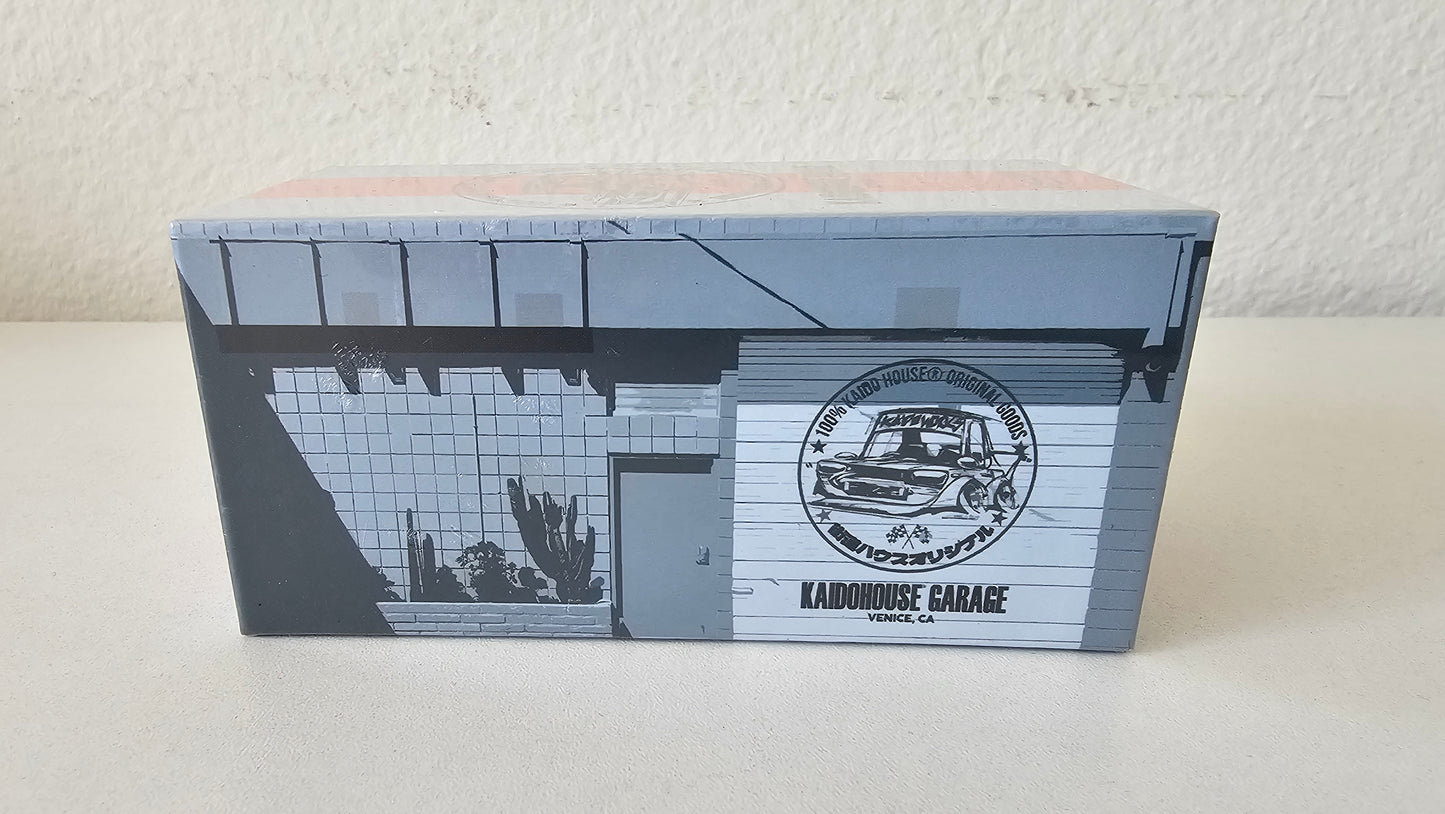 100% KAIDO HOUSE® ORIGINAL GOODS
街道ハウスオリジナル
KAIDOHOUSE GARAGE
VENICE, CA